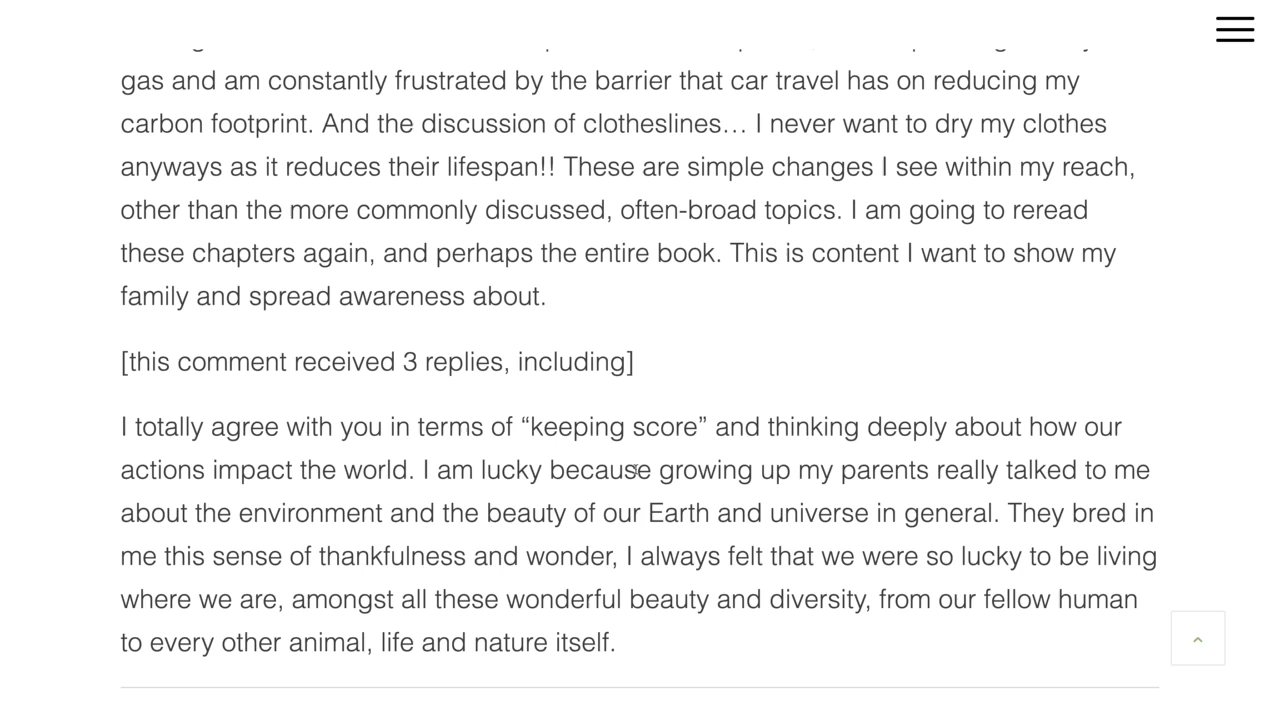 gas and am constantly frustrated by the barrier that car travel has on reducing my
carbon footprint. And the discussion of clotheslines… I never want to dry my clothes
anyways as it reduces their lifespan!! These are simple changes I see within my reach,
other than the more commonly discussed, often-broad topics. I am going to reread
these chapters again, and perhaps the entire book. This is content I want to show my
family and spread awareness about.
[this comment received 3 replies, including]
I totally agree with you in terms of “keeping score” and thinking deeply about how our
actions impact the world. I am lucky because growing up my parents really talked to me
about the environment and the beauty of our Earth and universe in general. They bred in
me this sense of thankfulness and wonder, I always felt that we were so lucky to be living
where we are, amongst all these wonderful beauty and diversity, from our fellow human
to every other animal, life and nature itself.